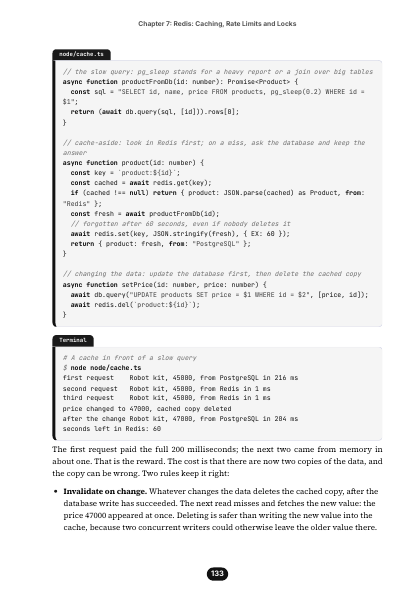 Chapter 7: Redis: Caching, Rate Limits and Locks
node/cache.ts
// the slow query: pg_sleep stands for a heavy report or a join over big tables
async function productFromDb(id: number): Promise<Product> {
  const sql = "SELECT id, name, price FROM products, pg_sleep(0.2) WHERE id =
$1";
  return (await db.query(sql, [id])).rows[0];
}
// cache-aside: look in Redis first; on a miss, ask the database and keep the
answer
async function product(id: number) {
  const key = `product:${id}`;
  const cached = await redis.get(key);
  if (cached !== null) return { product: JSON.parse(cached) as Product, from:
"Redis" };
  const fresh = await productFromDb(id);
  // forgotten after 60 seconds, even if nobody deletes it
  await redis.set(key, JSON.stringify(fresh), { EX: 60 });
  return { product: fresh, from: "PostgreSQL" };
}
// changing the data: update the database first, then delete the cached copy
async function setPrice(id: number, price: number) {
  await db.query("UPDATE products SET price = $1 WHERE id = $2", [price, id]);
  await redis.del(`product:${id}`);
}
Terminal
# A cache in front of a slow query
$ node node/cache.ts
first request    Robot kit, 45000, from PostgreSQL in 216 ms
second request   Robot kit, 45000, from Redis in 1 ms
third request    Robot kit, 45000, from Redis in 1 ms
price changed to 47000, cached copy deleted
after the change Robot kit, 47000, from PostgreSQL in 204 ms
seconds left in Redis: 60
The first request paid the full 200 milliseconds; the next two came from memory in
about one. That is the reward. The cost is that there are now two copies of the data, and
the copy can be wrong. Two rules keep it right:
• Invalidate on change. Whatever changes the data deletes the cached copy, after the
database write has succeeded. The next read misses and fetches the new value: the
price 47000 appeared at once. Deleting is safer than writing the new value into the
cache, because two concurrent writers could otherwise leave the older value there.
133